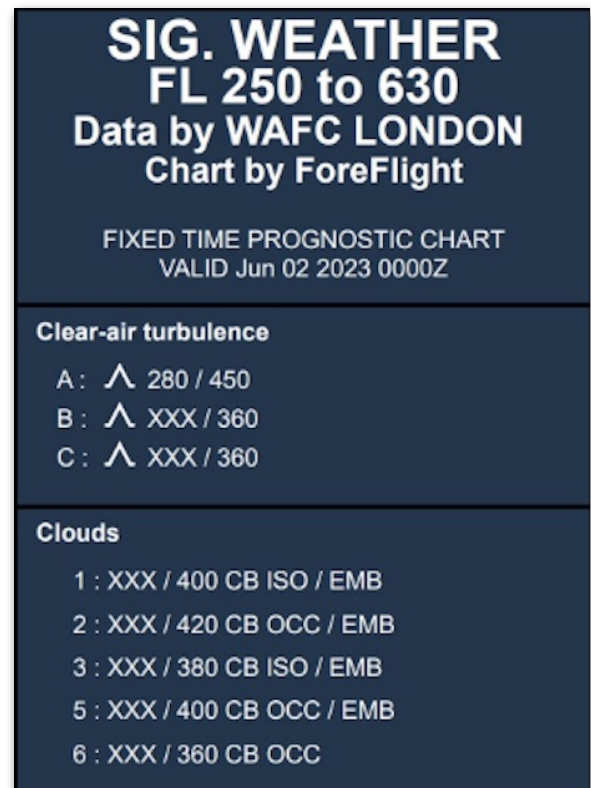 SIG. WEATHER
FL 250 to 630
Data by WAFC LONDON
Chart by ForeFlight
FIXED TIME PROGNOSTIC CHART
VALID Jun 02 2023 0000Z
Clear-air turbulence
A : 280 / 450
B : XXX / 360
C : XXX / 360
Clouds
1 : XXX / 400 CB ISO / EMB
2 : XXX / 420 CB OCC / EMB
3 : XXX / 380 CB ISO / EMB
5 : XXX / 400 CB OCC / EMB
6 : XXX / 360 CB OCC